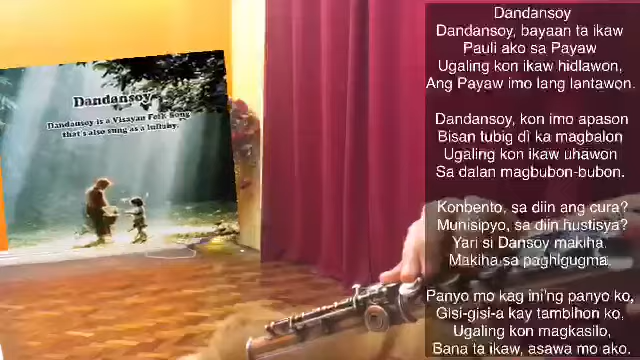 Dandansoy
Dandansoy is a Visayan Folk Song
that's also sung as a lullaby.
Dandansoy
Dandansoy, bayaan ta ikaw
Pauli ako sa Payaw
Ugaling kon ikaw hidlawon,
Ang Payaw imo lang lantawon.
Dandansoy, kon imo apason
Bisan tubig di ka magbalon
Ugaling kon ikaw uhawon
Sa dalan magbubon-bubon.
Konbento, sa diin ang cura?
Munisipyo, sa diin hustisya?
Yari si Dansoy makiha.
Makiha sa paghigugma.
Panyo mo kag ini'ng panyo ko,
Gisi-gisi-a kay tambihon ko,
Ugaling kon magkasilo,
Bana ta ikaw, asawa mo ako.